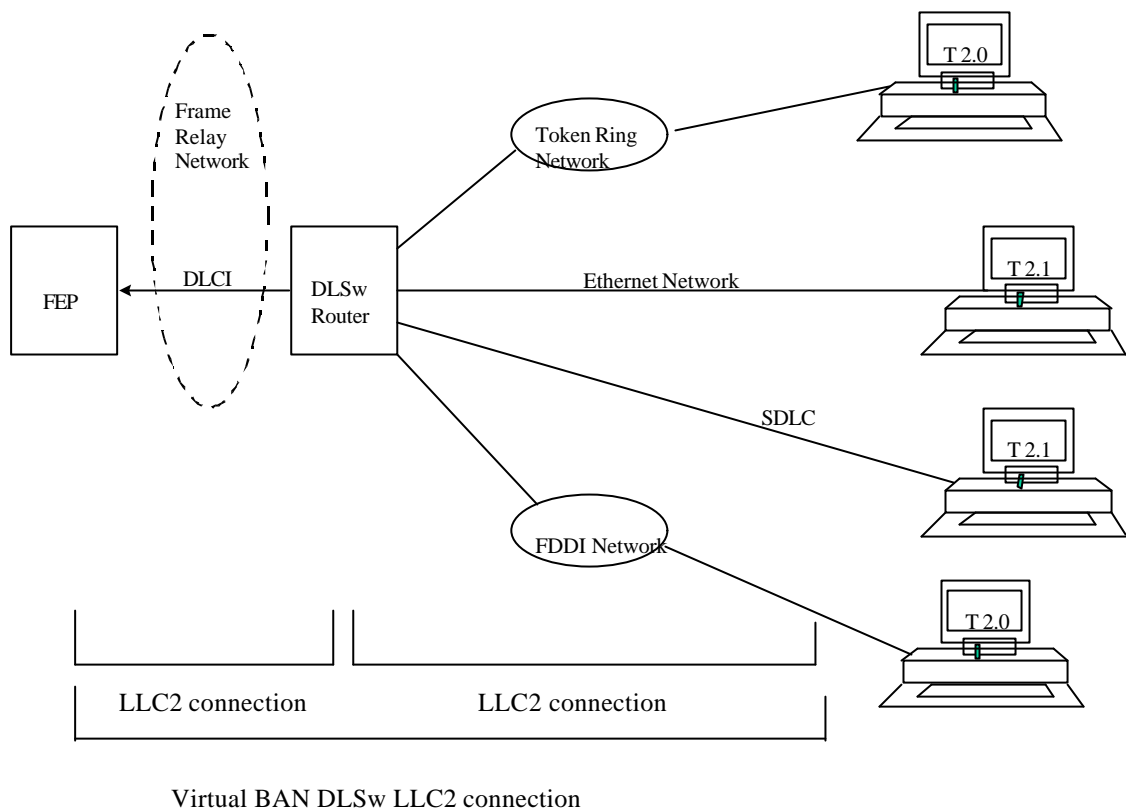 T 2.0
Frame
Relay
Network
Token Ring
Network
DLCI
Ethernet Network
T 2.1
FEP
DLSw
Router
SDLC
T 2.1
FDDI Network
T 2.0
LLC2 connection
LLC2 connection
Virtual BAN DLSw LLC2 connection